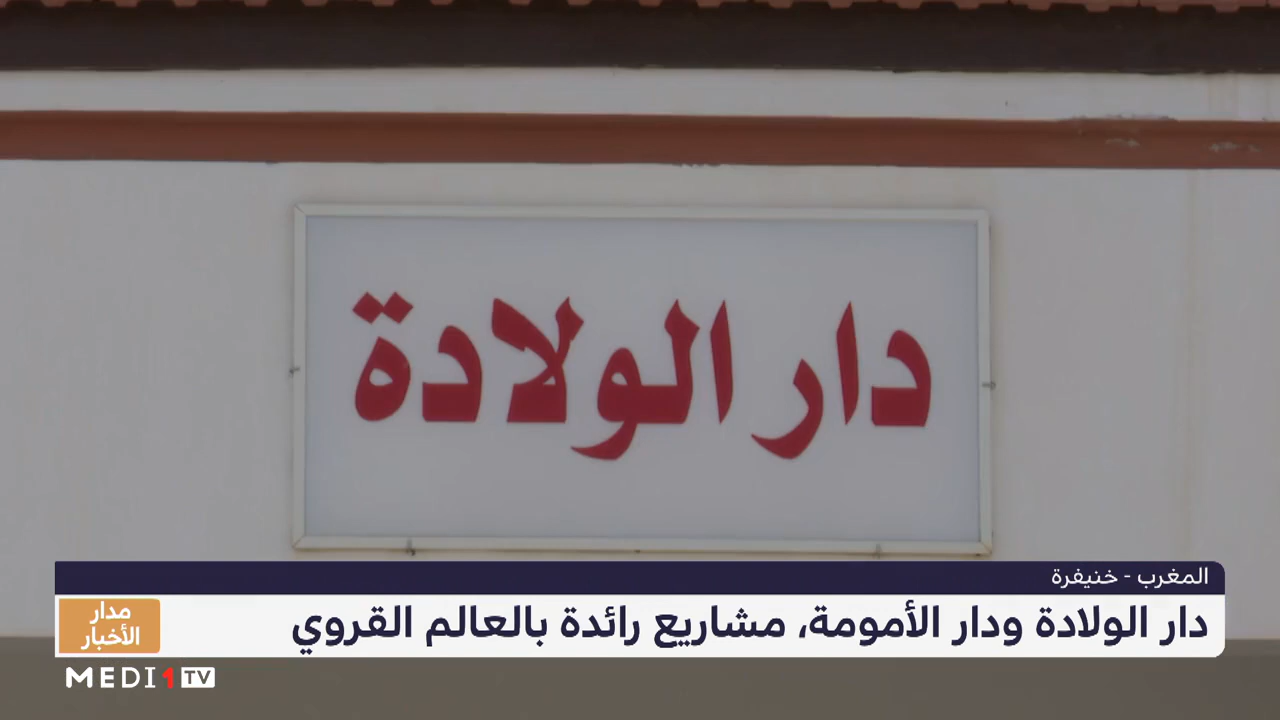 دار الولادة
المغرب - خنيفرة
دار الولادة ودار الأمومة، مشاريع رائدة بالعالم القروي
مدار
الأخبار
MEDI1TV